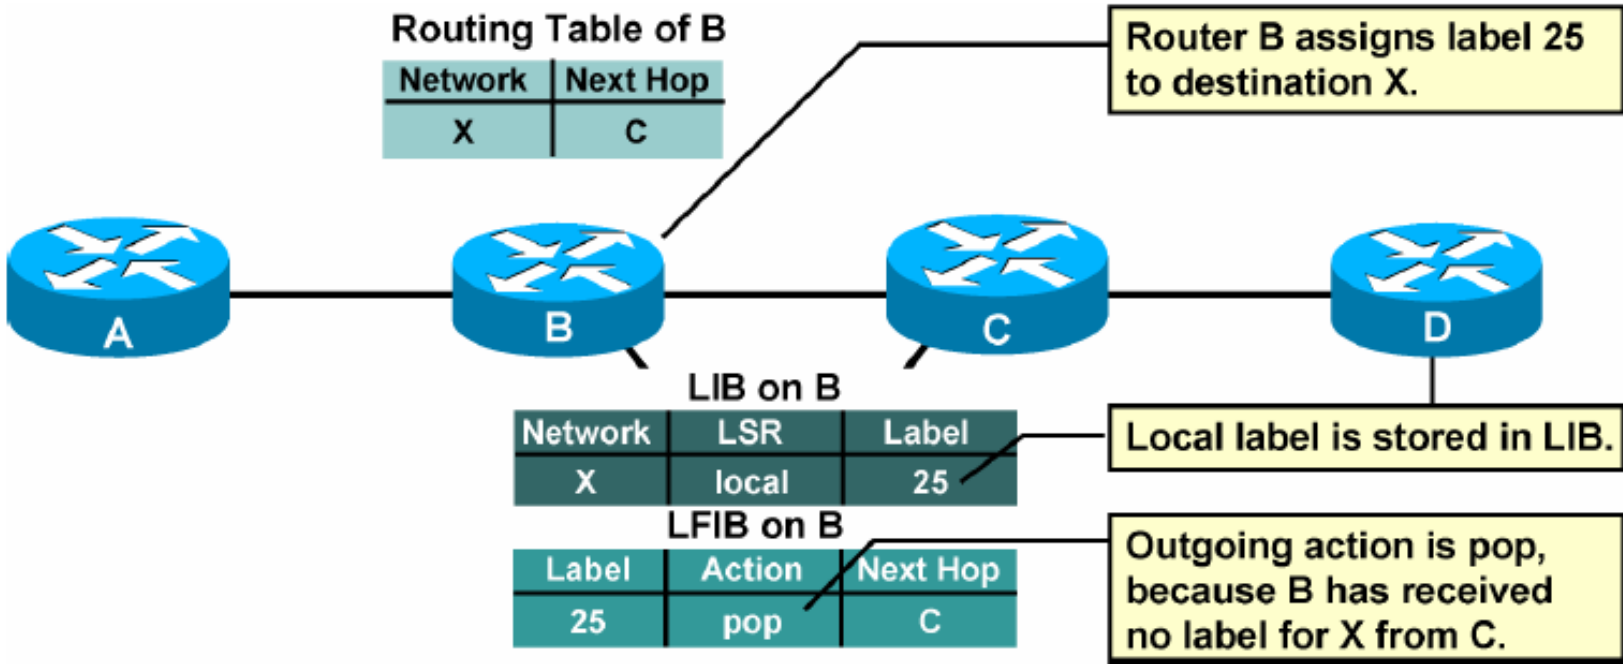 Routing Table of B
Network Next Hop
X C
Router B assigns label 25
to destination X.
A
B
C
D
LIB on B
Network LSR Label
X local 25
Local label is stored in LIB.
LFIB on B
Label Action Next Hop
25 pop C
Outgoing action is pop,
because B has received
no label for X from C.